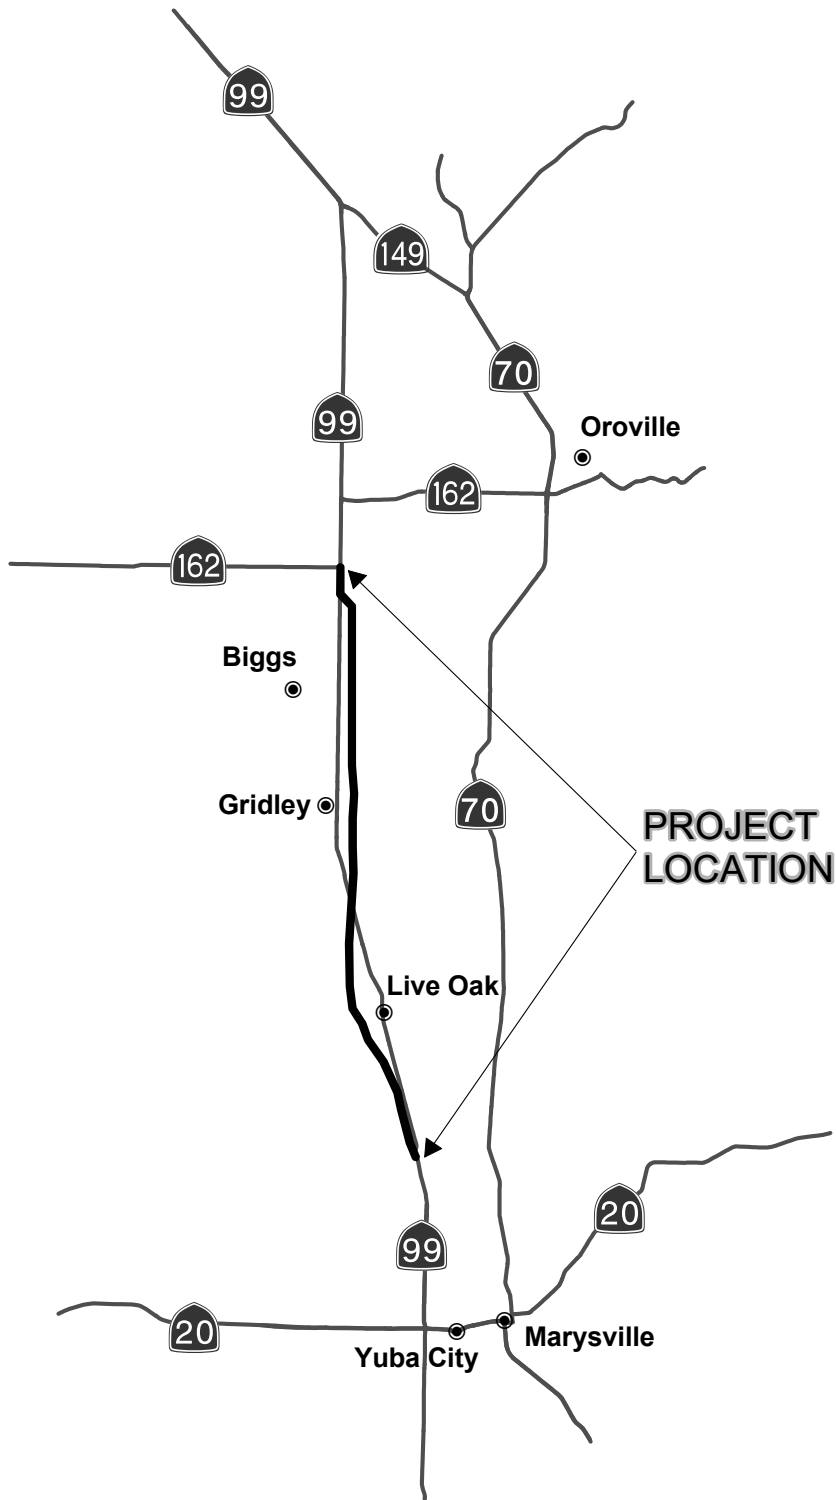 99
149
70
99
Oroville
162
162
Biggs
Gridley
70
PROJECT
LOCATION
Live Oak
20
99
20
Marysville
Yuba City